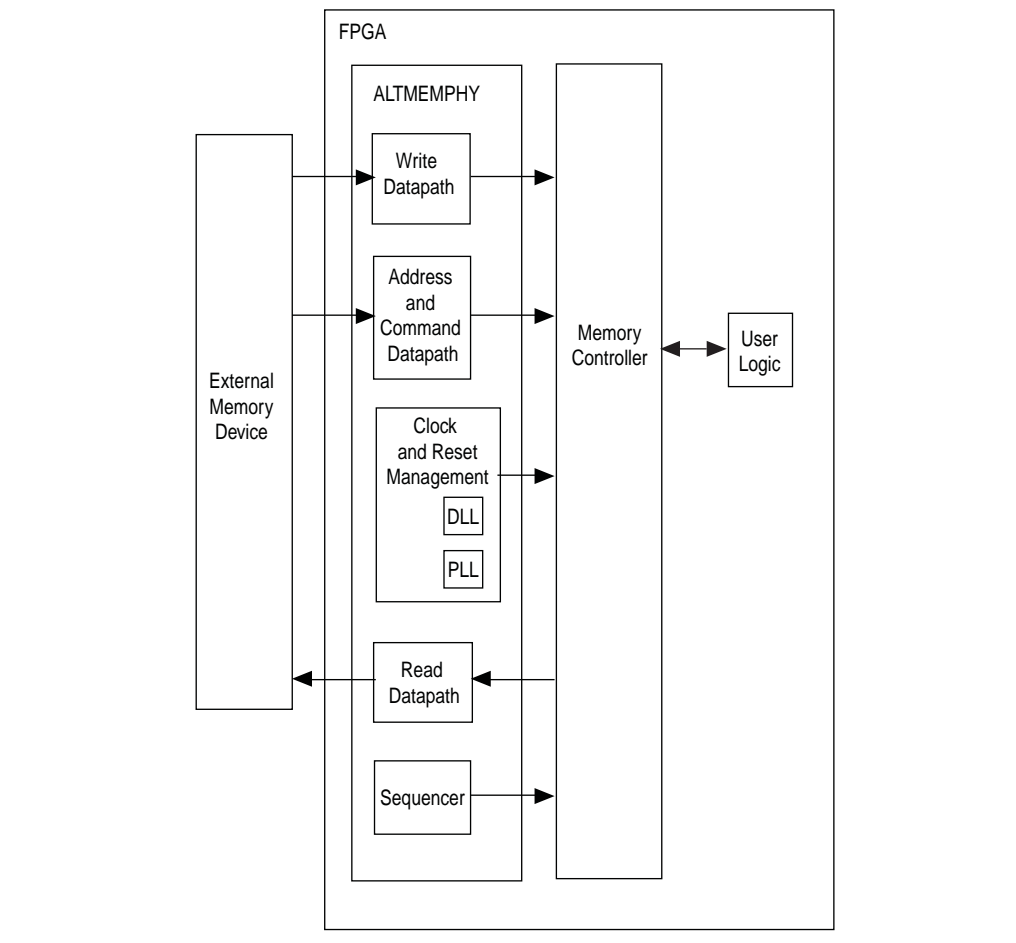 FPGA
ALTMEMPHY
Write
Datapath
Address
and
Command
Datapath
External
Memory
Device
Memory
Controller
User
Logic
Clock
and Reset
Management
DLL
PLL
Read
Datapath
Sequencer